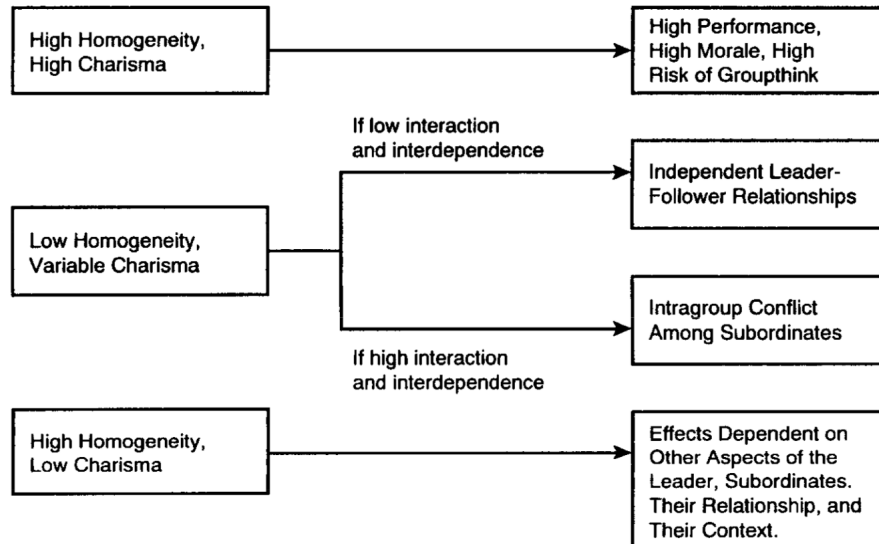 High Homogeneity,
High Charisma
High Performance,
High Morale, High
Risk of Groupthink
If low interaction
and interdependence
Independent Leader-
Follower Relationships
Low Homogeneity,
Variable Charisma
Intragroup Conflict
Among Subordinates
If high interaction
and interdependence
High Homogeneity,
Low Charisma
Effects Dependent on
Other Aspects of the
Leader, Subordinates.
Their Relationship, and
Their Context.